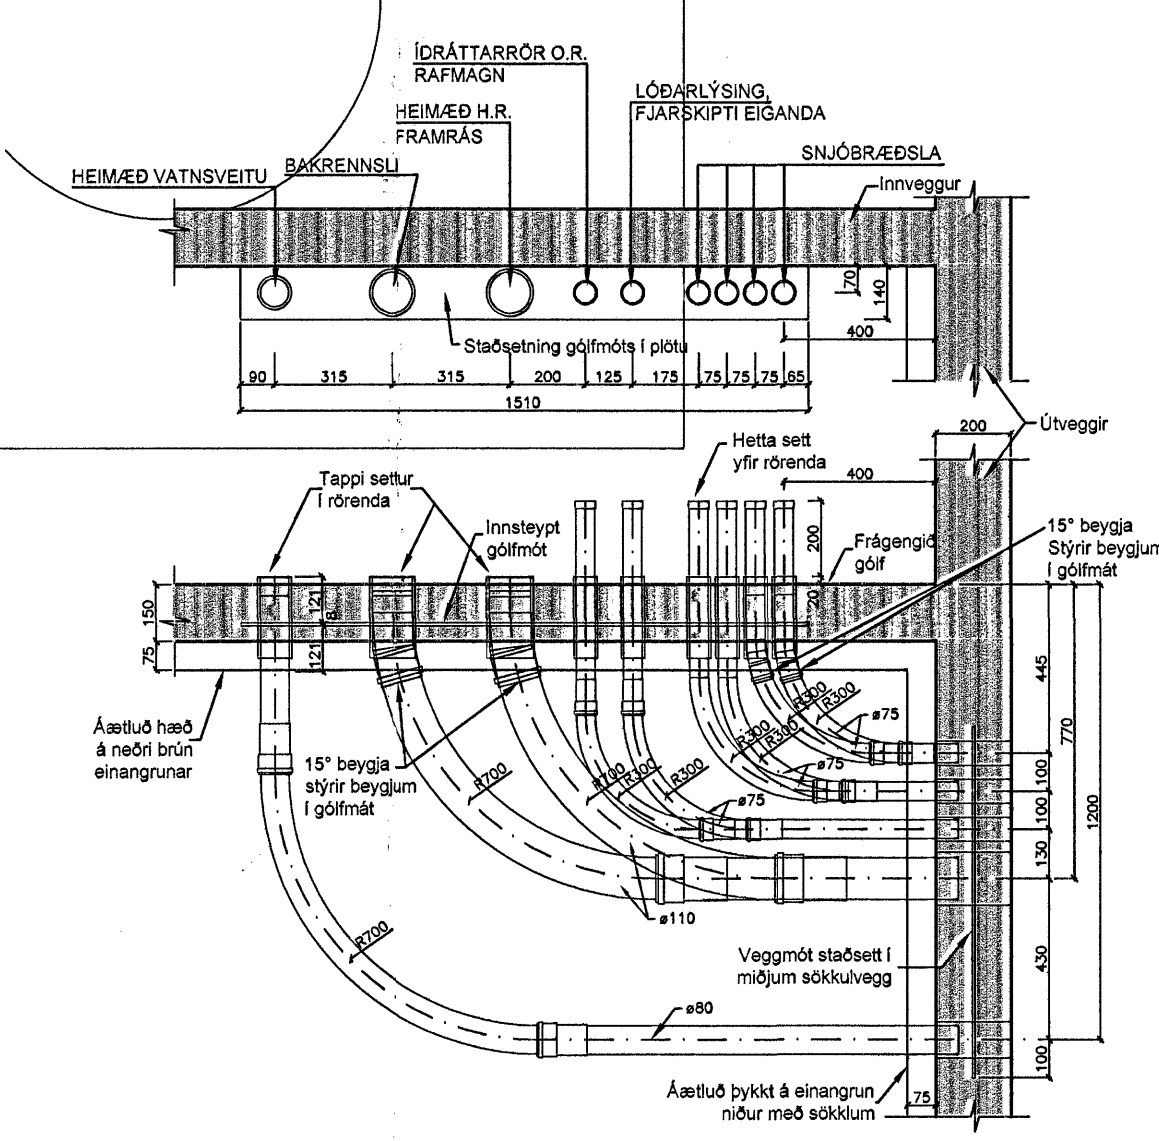 ÍDRÁTTARRÖR O.R.
RAFMAGN
LÓÐARLÝSING,
FJARSKIPTI EIGANDA
HEIMÆÐ H.R.
FRAMRÁS
SNJÓBRÆÐSLA
BAKRENNSLI
HEIMÆÐ VATNSVEITU
Innveggur
70
140
400
Staðsetning gólfmóts í plötu
90 315 315 200 125 175 75 75 75 65
1510
200
Útveggir
Hetta sett
yfir rörenda
400
Tappi settur
í rörenda
Innsteypt
gólfmót
200
Frágengið
gólf
15° beygja
Stýrir beygjum
í gólfmát
150
75
121
8
121
20
445
770
1200
R300
R300
R300
R300
ø75
ø75
ø75
Áætluð hæð
á neðri brún
einangrunar
15° beygja
stýrir beygjum
í gólfmát
R700
R700
R300
R300
100
100
130
ø110
R700
Veggmót staðsett í
miðjum sökkulvegg
430
ø80
100
Áætluð þykkt á einangrun
niður með sökklum
75